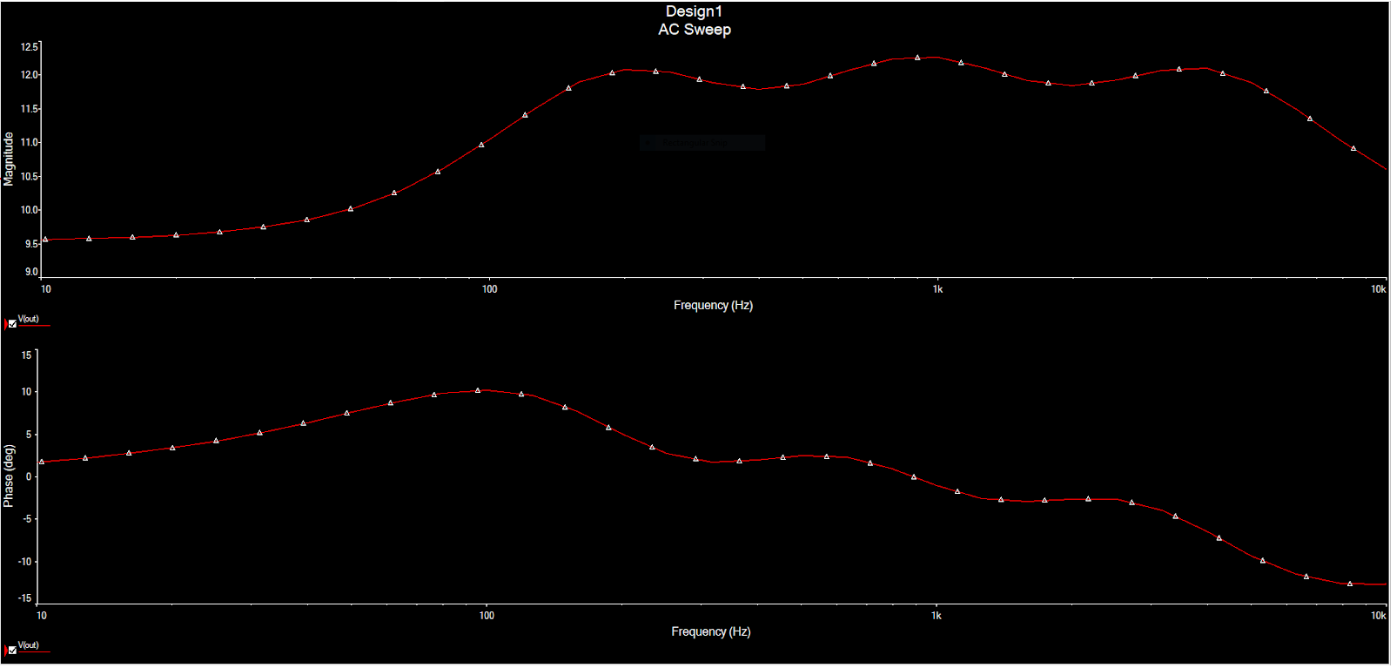 Design1
AC Sweep
12.5
12.0
11.5
11.0
10.5
10.0
9.5
9.0
Magnitude
10
100
1k
10k
Frequency (Hz)
V(out)
15
10
5
0
-5
-10
-15
Phase (deg)
10
100
1k
10k
Frequency (Hz)
V(out)